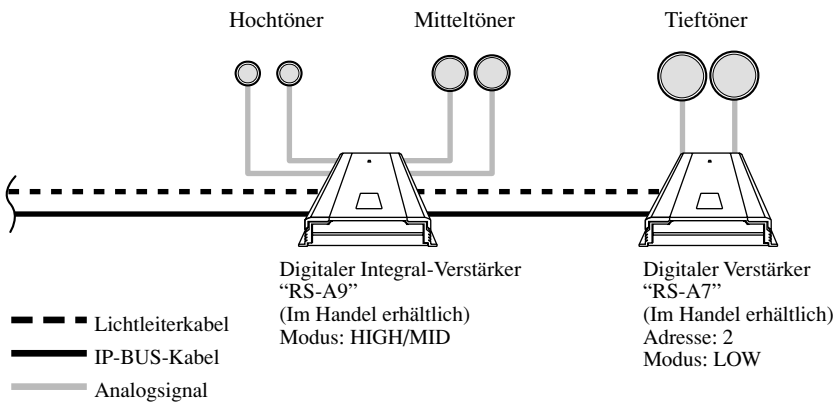 Hochtöner
Mitteltöner
Tieftöner
Digitaler Integral-Verstärker
“RS-A9”
(Im Handel erhältlich)
Modus: HIGH/MID
Digitaler Verstärker
“RS-A7”
(Im Handel erhältlich)
Adresse: 2
Modus: LOW
Lichtleiterkabel
IP-BUS-Kabel
Analogsignal